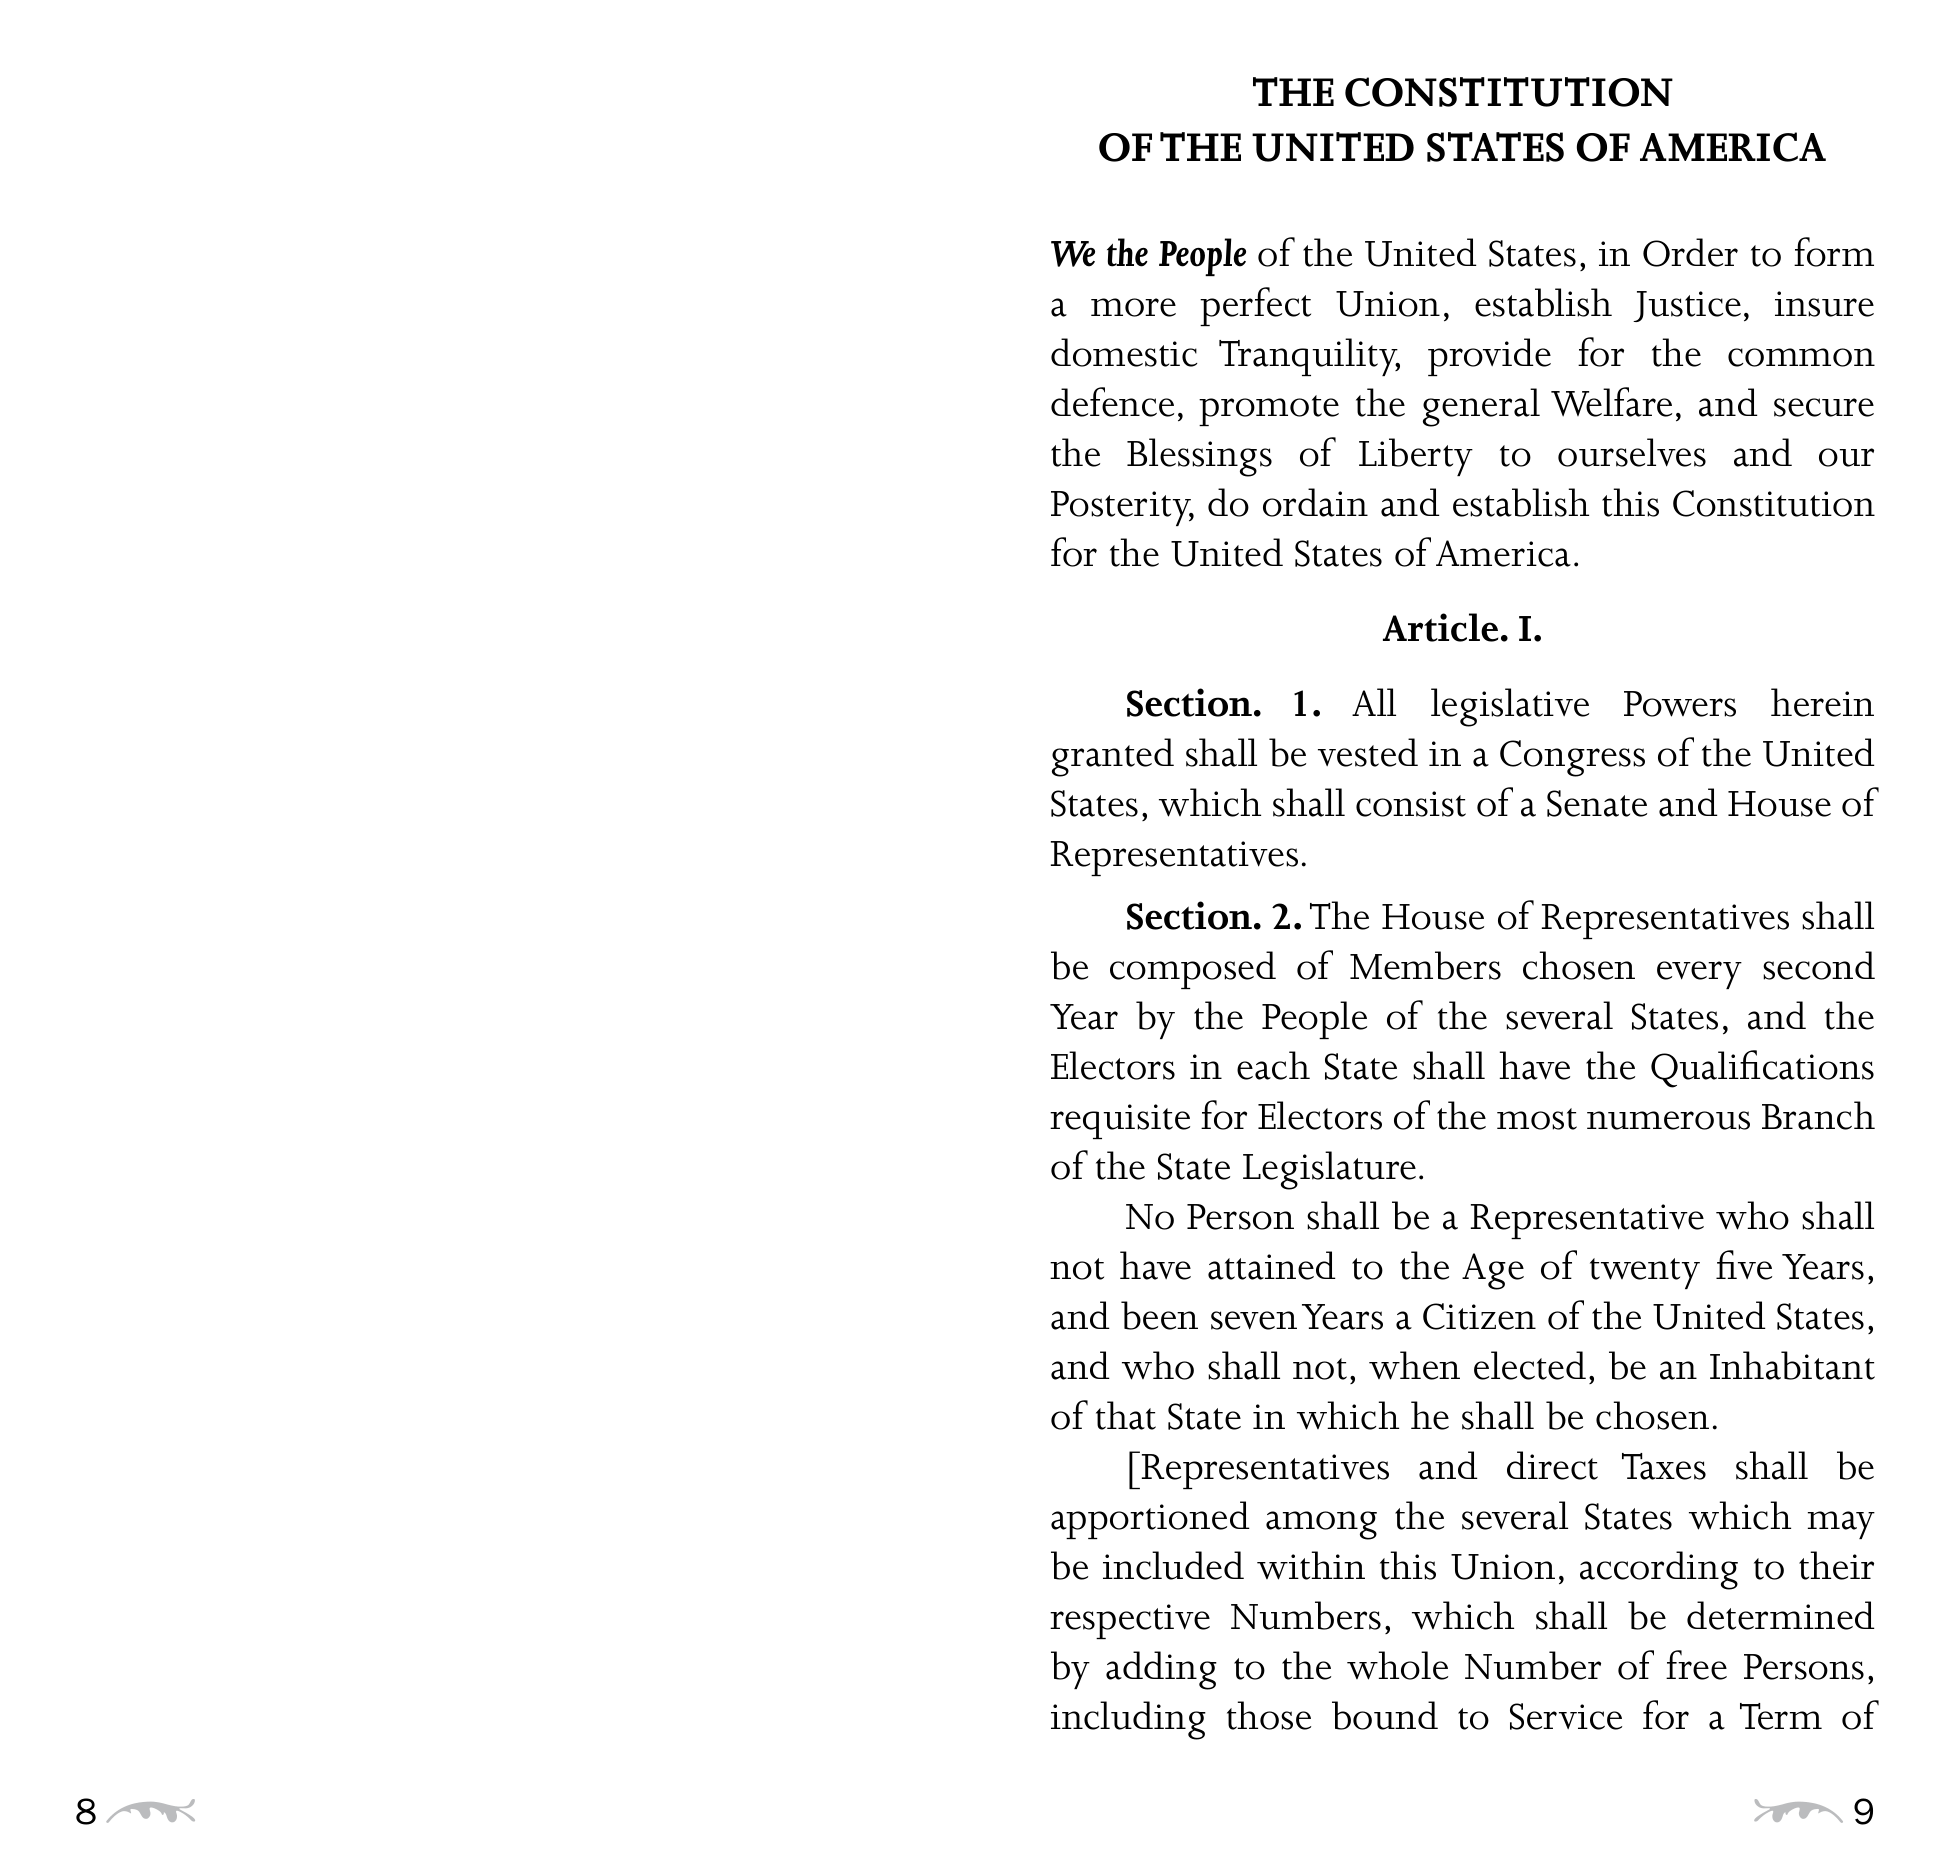 THE CONSTITUTION
OF THE UNITED STATES OF AMERICA
We the People of the United States, in Order to form
a more perfect Union, establish Justice, insure
domestic Tranquility, provide for the common
defence, promote the general Welfare, and secure
the Blessings of Liberty to ourselves and our
Posterity, do ordain and establish this Constitution
for the United States of America.
Article. I.
Section. 1. All legislative Powers herein
granted shall be vested in a Congress of the United
States, which shall consist of a Senate and House of
Representatives.
Section. 2. The House of Representatives shall
be composed of Members chosen every second
Year by the People of the several States, and the
Electors in each State shall have the Qualifications
requisite for Electors of the most numerous Branch
of the State Legislature.
No Person shall be a Representative who shall
not have attained to the Age of twenty five Years,
and been seven Years a Citizen of the United States,
and who shall not, when elected, be an Inhabitant
of that State in which he shall be chosen.
[Representatives and direct Taxes shall be
apportioned among the several States which may
be included within this Union, according to their
respective Numbers, which shall be determined
by adding to the whole Number of free Persons,
including those bound to Service for a Term of
8
9